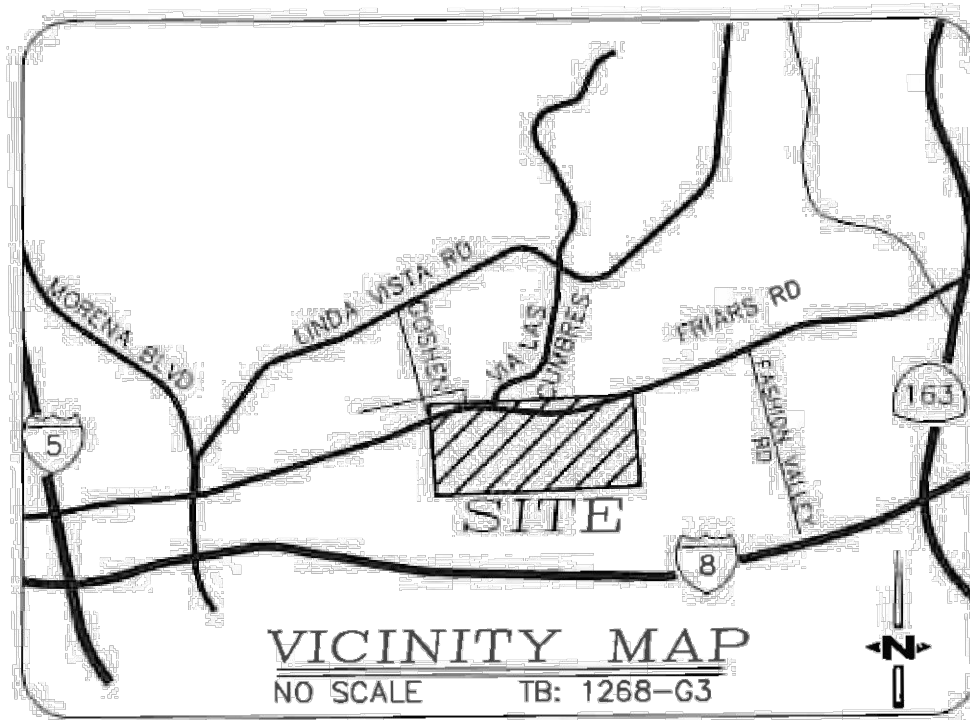 MORENA BLVD
LINDA VISTA RD
GOSHEN
VIA LAS
CUMBRES
FRIARS RD
FASHION VALLEY
RD
163
5
SITE
8
VICINITY MAP
NO SCALE TB: 1268-G3
N